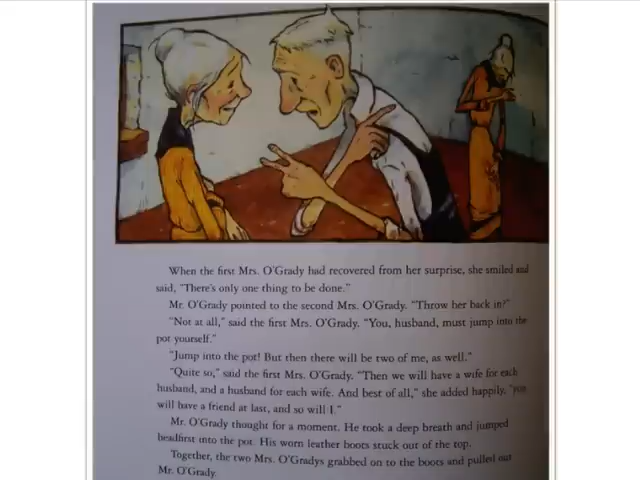 When the first Mrs. O'Grady had recovered from her surprise, she smiled and
said, "There's only one thing to be done."
Mr. O'Grady pointed to the second Mrs. O'Grady. "Throw her back in?"
"Not at all," said the first Mrs. O'Grady. "You, husband, must jump into the
pot yourself."
"Jump into the pot! But then there will be two of me, as well."
"Quite so," said the first Mrs. O'Grady. "Then we will have a wife for each
husband, and a husband for each wife. And best of all," she added happily, "you
will have a friend at last, and so will I."
Mr. O'Grady thought for a moment. He took a deep breath and jumped
headfirst into the pot. His worn leather boots stuck out of the top.
Together, the two Mrs. O'Gradys grabbed on to the boots and pulled out
Mr. O'Grady.